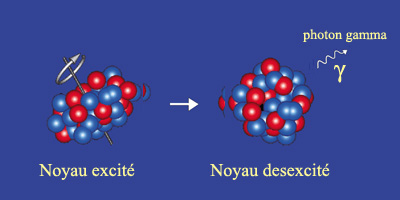 photon gamma
γ
Noyau excité
Noyau desexcité